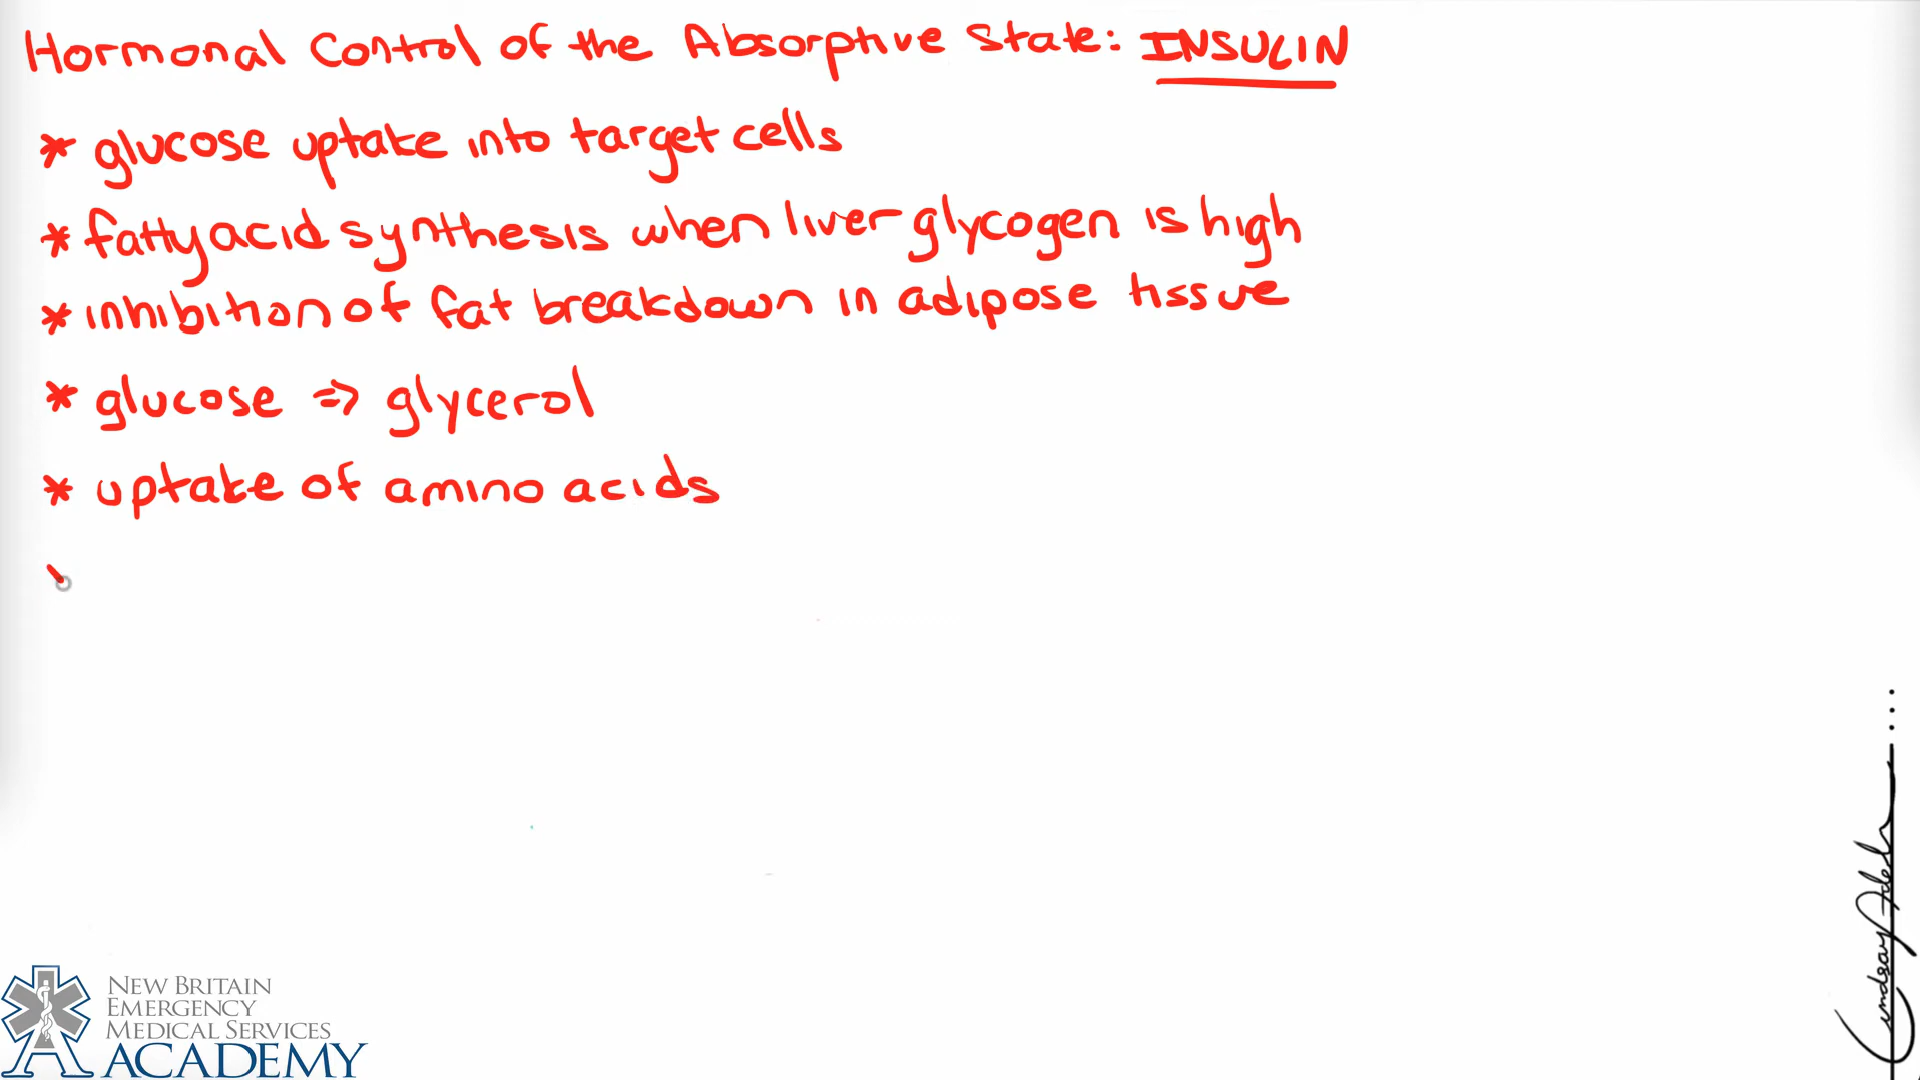 Hormonal Control of the Absorptive State: INSULIN
* glucose uptake into target cells
* fatty acid synthesis when liver glycogen is high
* inhibition of fat breakdown in adipose tissue
* glucose => glycerol
* uptake of amino acids
NEW BRITAIN
EMERGENCY
MEDICAL SERVICES
ACADEMY